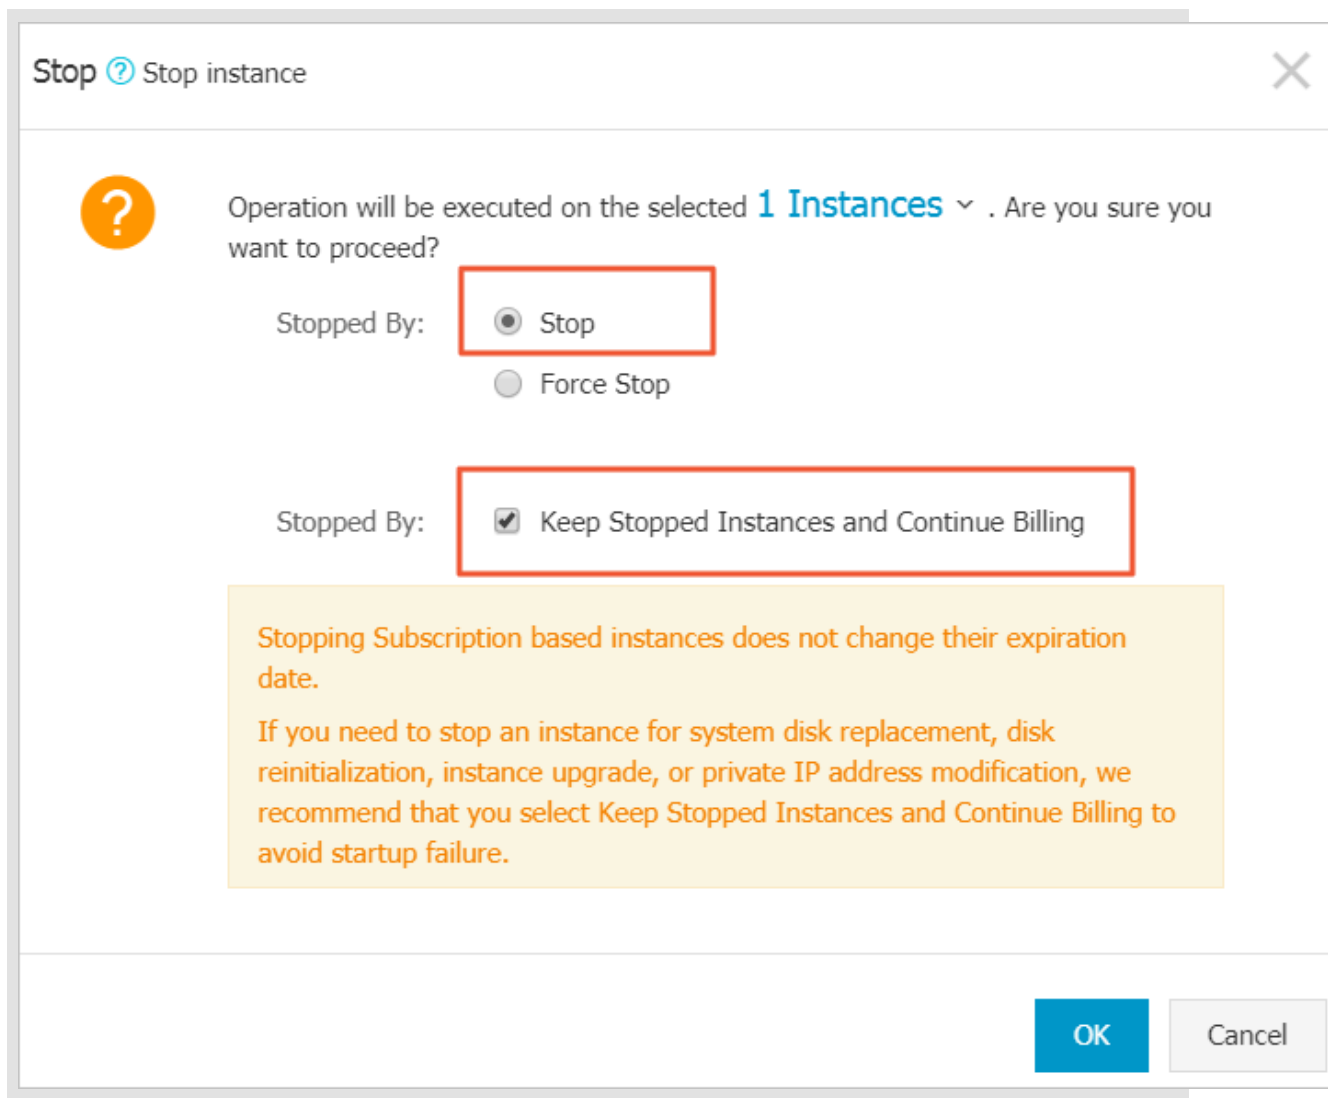 Stop ? Stop instance
? Operation will be executed on the selected 1 Instances . Are you sure you
want to proceed?
Stopped By: Stop
Force Stop
Stopped By: Keep Stopped Instances and Continue Billing
Stopping Subscription based instances does not change their expiration
date.
If you need to stop an instance for system disk replacement, disk
reinitialization, instance upgrade, or private IP address modification, we
recommend that you select Keep Stopped Instances and Continue Billing to
avoid startup failure.
OK Cancel